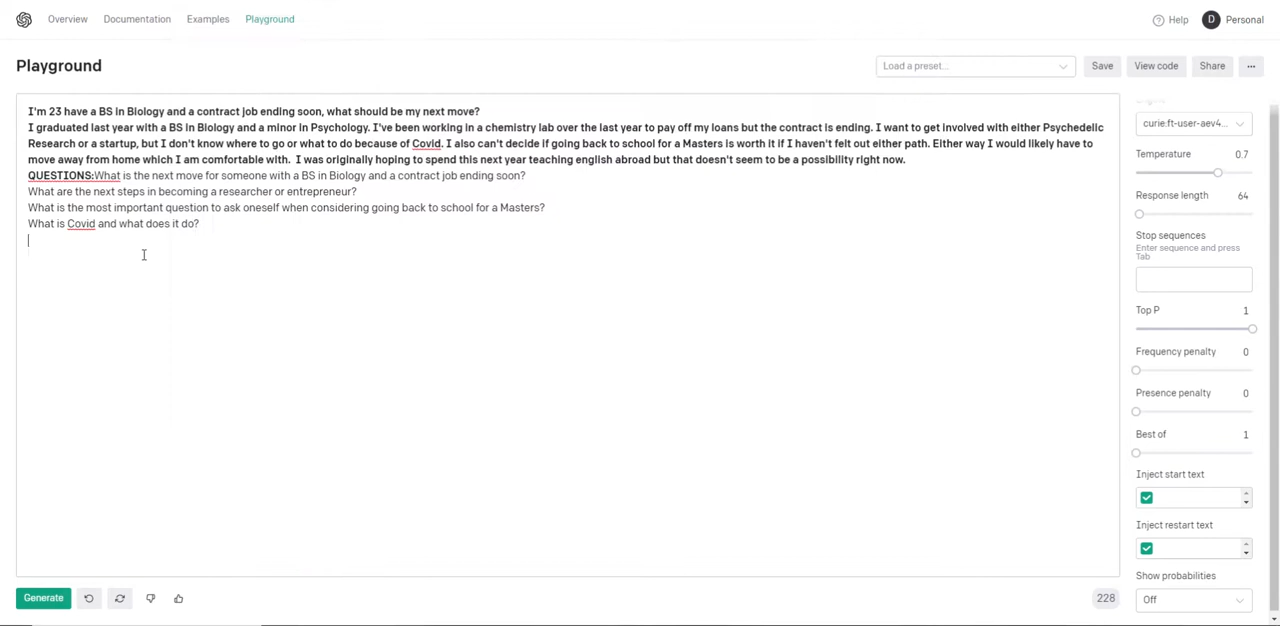 Overview Documentation Examples Playground Help D Personal
Playground Load a preset... Save View code Share ...
I'm 23 have a BS in Biology and a contract job ending soon, what should be my next move?
I graduated last year with a BS in Biology and a minor in Psychology. I've been working in a chemistry lab over the last year to pay off my loans but the contract is ending. I want to get involved with either Psychedelic
Research or a startup, but I don't know where to go or what to do because of Covid. I also can't decide if going back to school for a Masters is worth it if I haven't felt out either path. Either way I would likely have to
move away from home which I am comfortable with. I was originally hoping to spend this next year teaching english abroad but that doesn't seem to be a possibility right now.
QUESTIONS:What is the next move for someone with a BS in Biology and a contract job ending soon?
What are the next steps in becoming a researcher or entrepreneur?
What is the most important question to ask oneself when considering going back to school for a Masters?
What is Covid and what does it do?
curie:ft-user-aev4...
Temperature 0.7
Response length 64
Stop sequences
Enter sequence and press
Tab
Top P 1
Frequency penalty 0
Presence penalty 0
Best of 1
Inject start text
Inject restart text
Show probabilities
Off
Generate 228